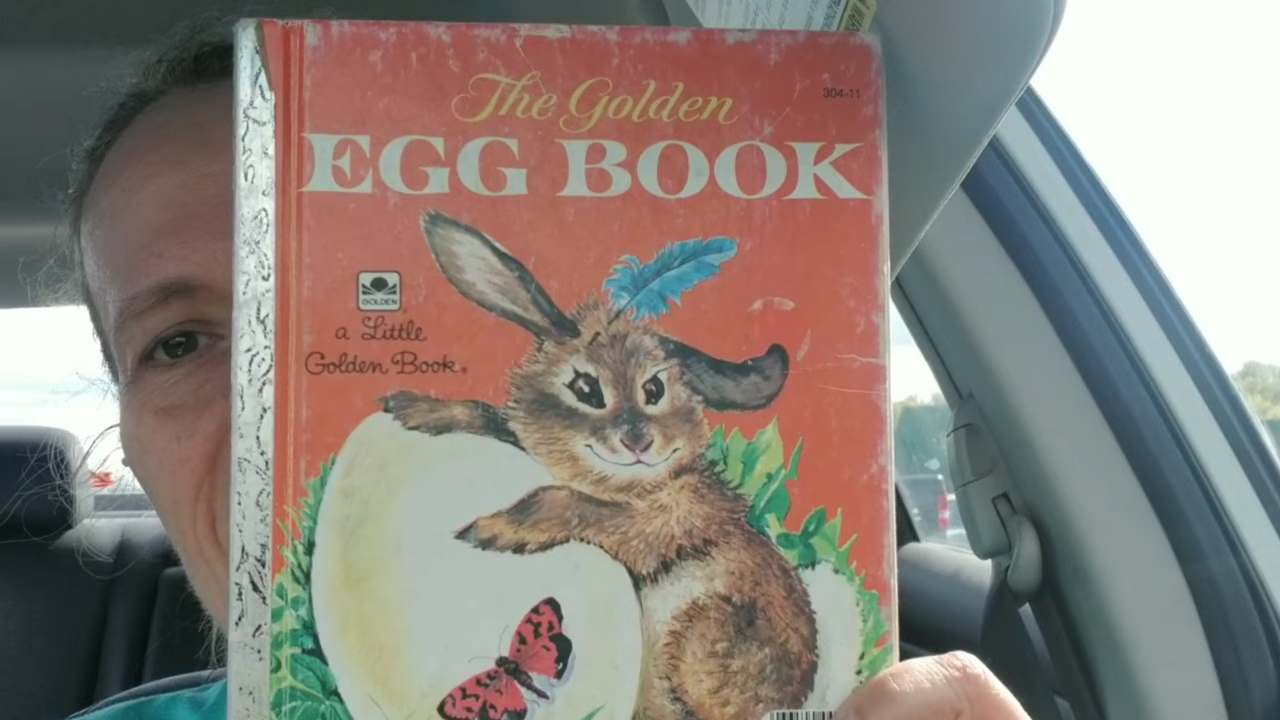 The Golden
304-11
EGG BOOK
GOLDEN
a Little
Golden Book®